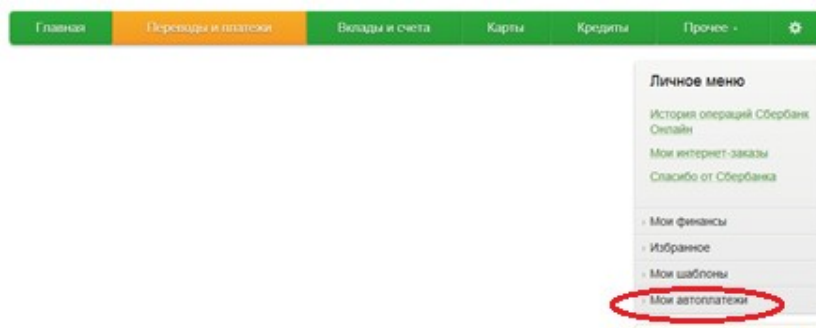 Главная Переводы и платежи Вклады и счета Карты Кредиты Прочее
Личное меню
История операций Сбербанк
Онлайн
Мои интернет-заказы
Спасибо от Сбербанка
Мои финансы
Избранное
Мои шаблоны
Мои автоплатежи